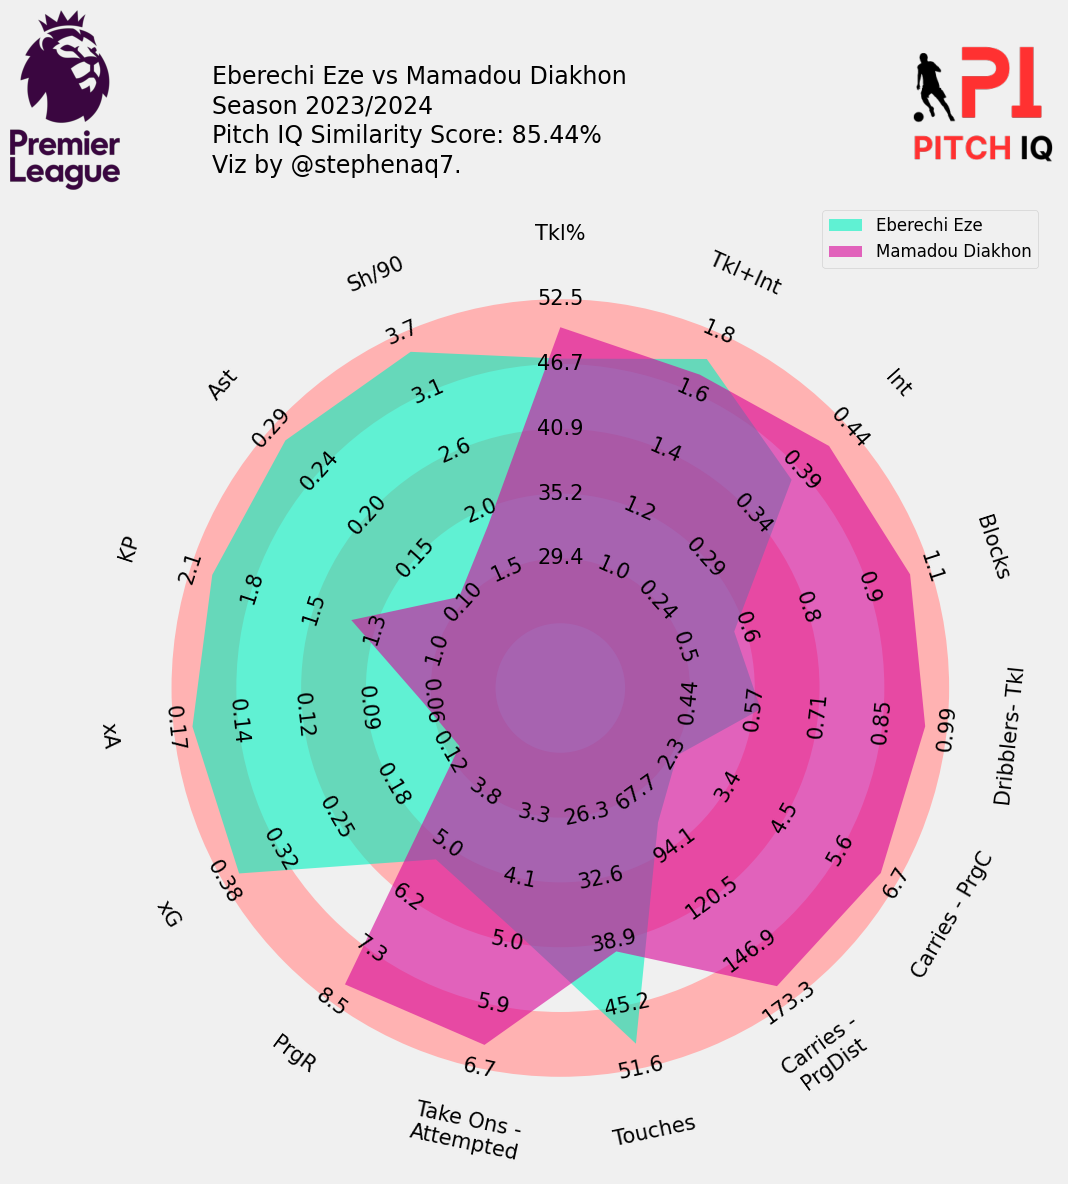 Premier
League
Eberechi Eze vs Mamadou Diakhon
Season 2023/2024
Pitch IQ Similarity Score: 85.44%
Viz by @stephenaq7.
PI
PITCH IQ
Eberechi Eze
Mamadou Diakhon
Tkl%
29.4
35.2
40.9
46.7
52.5
Tkl+Int
1.0
1.2
1.4
1.6
1.8
Int
0.24
0.29
0.34
0.39
0.44
Blocks
0.5
0.6
0.8
0.9
1.1
Dribblers- Tkl
0.44
0.57
0.71
0.85
0.99
Carries - PrgC
2.3
3.4
4.5
5.6
6.7
Carries -
PrgDist
67.7
94.1
120.5
146.9
173.3
Touches
26.3
32.6
38.9
45.2
51.6
Take Ons -
Attempted
3.3
4.1
5.0
5.9
6.7
PrgR
3.8
5.0
6.2
7.3
8.5
xG
0.12
0.18
0.25
0.32
0.38
xA
0.06
0.09
0.12
0.14
0.17
KP
1.0
1.3
1.5
1.8
2.1
Ast
0.10
0.15
0.20
0.24
0.29
Sh/90
1.5
2.0
2.6
3.1
3.7